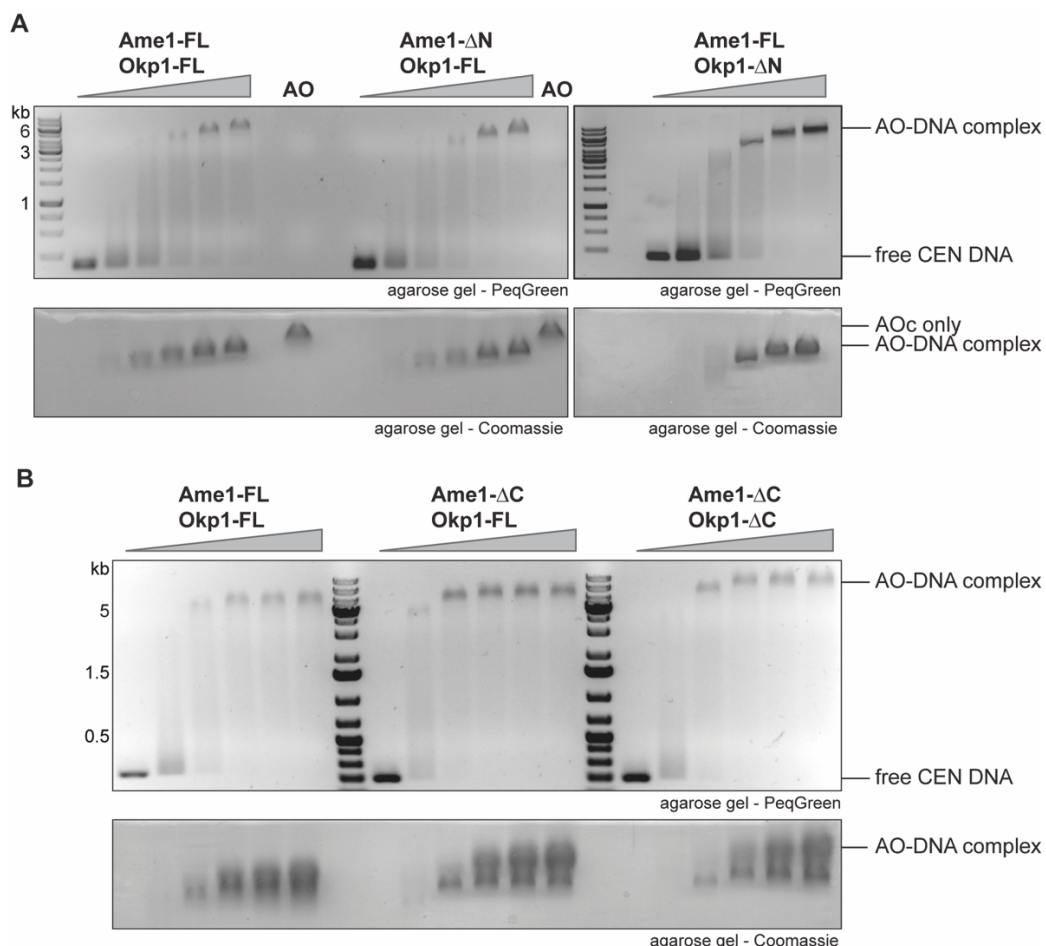 A
Ame1-FL
Okp1-FL
AO
Ame1-ΔN
Okp1-FL
AO
Ame1-FL
Okp1-ΔN
kb
6
3
1
AO-DNA complex
free CEN DNA
agarose gel - PeqGreen
agarose gel - PeqGreen
AOc only
AO-DNA complex
agarose gel - Coomassie
agarose gel - Coomassie
B
Ame1-FL
Okp1-FL
Ame1-ΔC
Okp1-FL
Ame1-ΔC
Okp1-ΔC
kb
5
1.5
0.5
AO-DNA complex
free CEN DNA
agarose gel - PeqGreen
AO-DNA complex
agarose gel - Coomassie